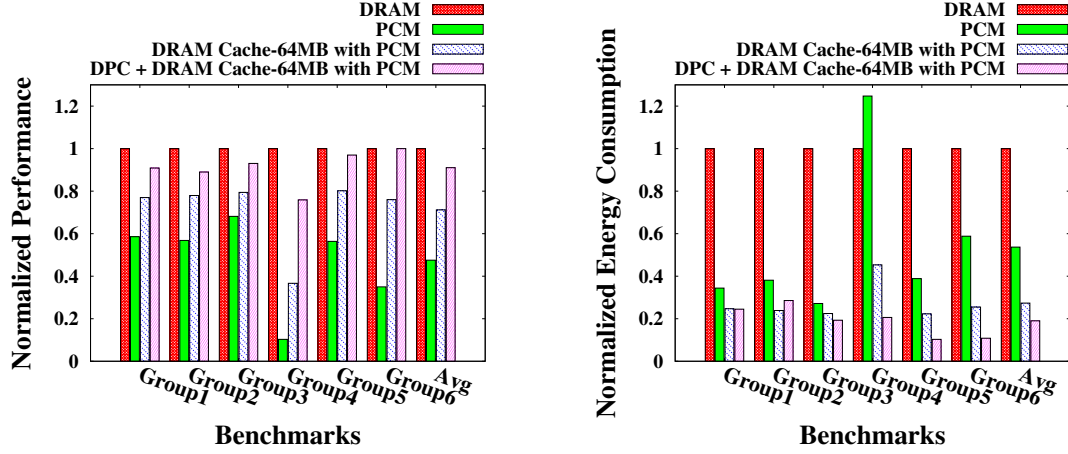 DRAM
PCM
DRAM Cache-64MB with PCM
DPC + DRAM Cache-64MB with PCM
Normalized Performance
1.2
1
0.8
0.6
0.4
0.2
0
Group1
Group2
Group3
Group4
Group5
Group6
Avg
Benchmarks
DRAM
PCM
DRAM Cache-64MB with PCM
DPC + DRAM Cache-64MB with PCM
Normalized Energy Consumption
1.2
1
0.8
0.6
0.4
0.2
0
Group1
Group2
Group3
Group4
Group5
Group6
Avg
Benchmarks